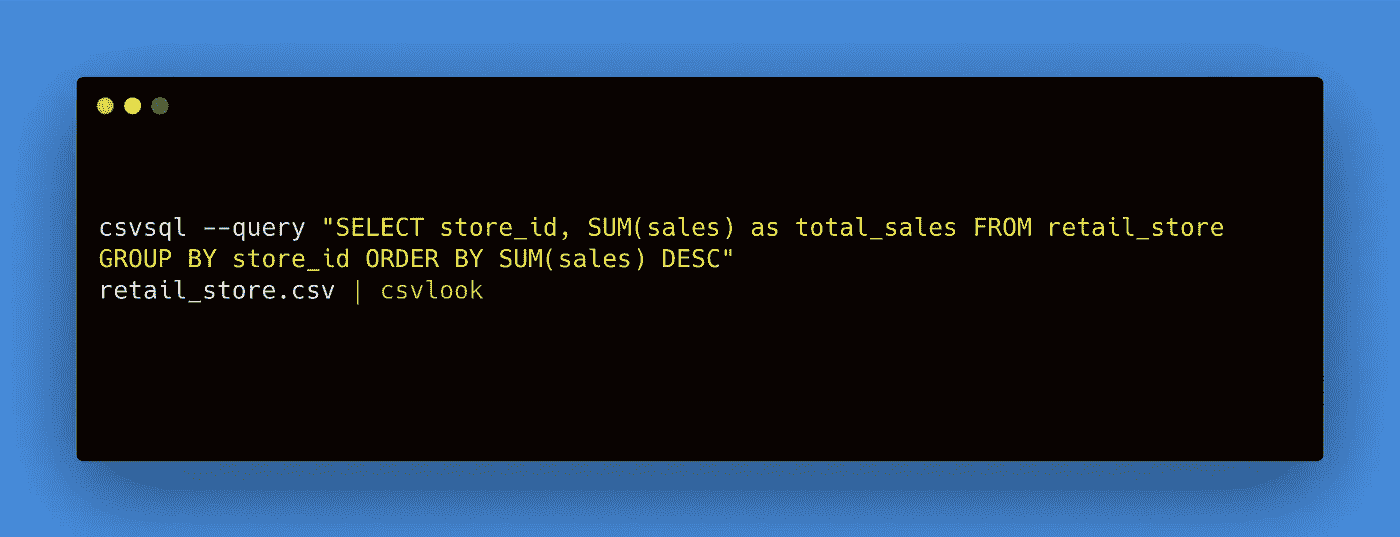 csvsql --query "SELECT store_id, SUM(sales) as total_sales FROM retail_store
GROUP BY store_id ORDER BY SUM(sales) DESC"
retail_store.csv | csvlook